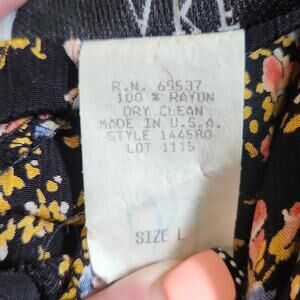 R.N. 65537
100 % RAYON
DRY CLEAN
MADE IN U.S.A.
STYLE 144580
LOT 1115
SIZE L